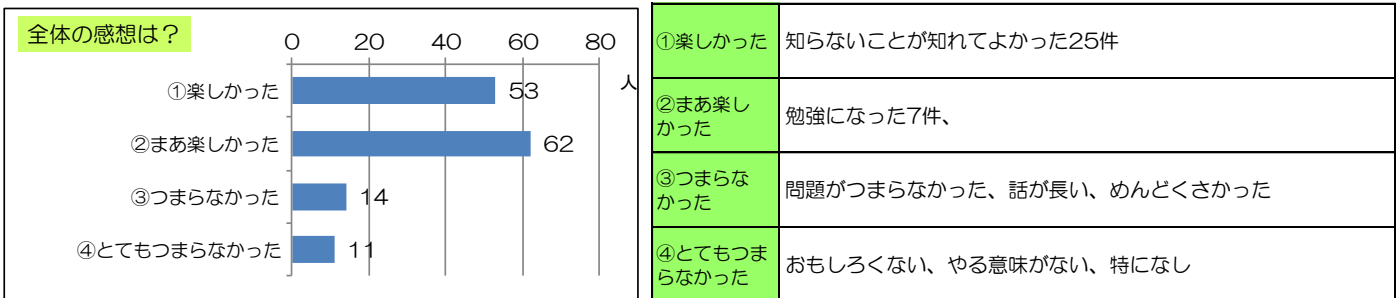 全体の感想は？
0 20 40 60 80
人
①楽しかった 53
②まあ楽しかった 62
③つまらなかった 14
④とてもつまらなかった 11
①楽しかった 知らないことが知れてよかった25件
②まあ楽し
かった
勉強になった7件、
③つまらな
かった
問題がつまらなかった、話が長い、めんどくさかった
④とてもつま
らなかった
おもしろくない、やる意味がない、特になし